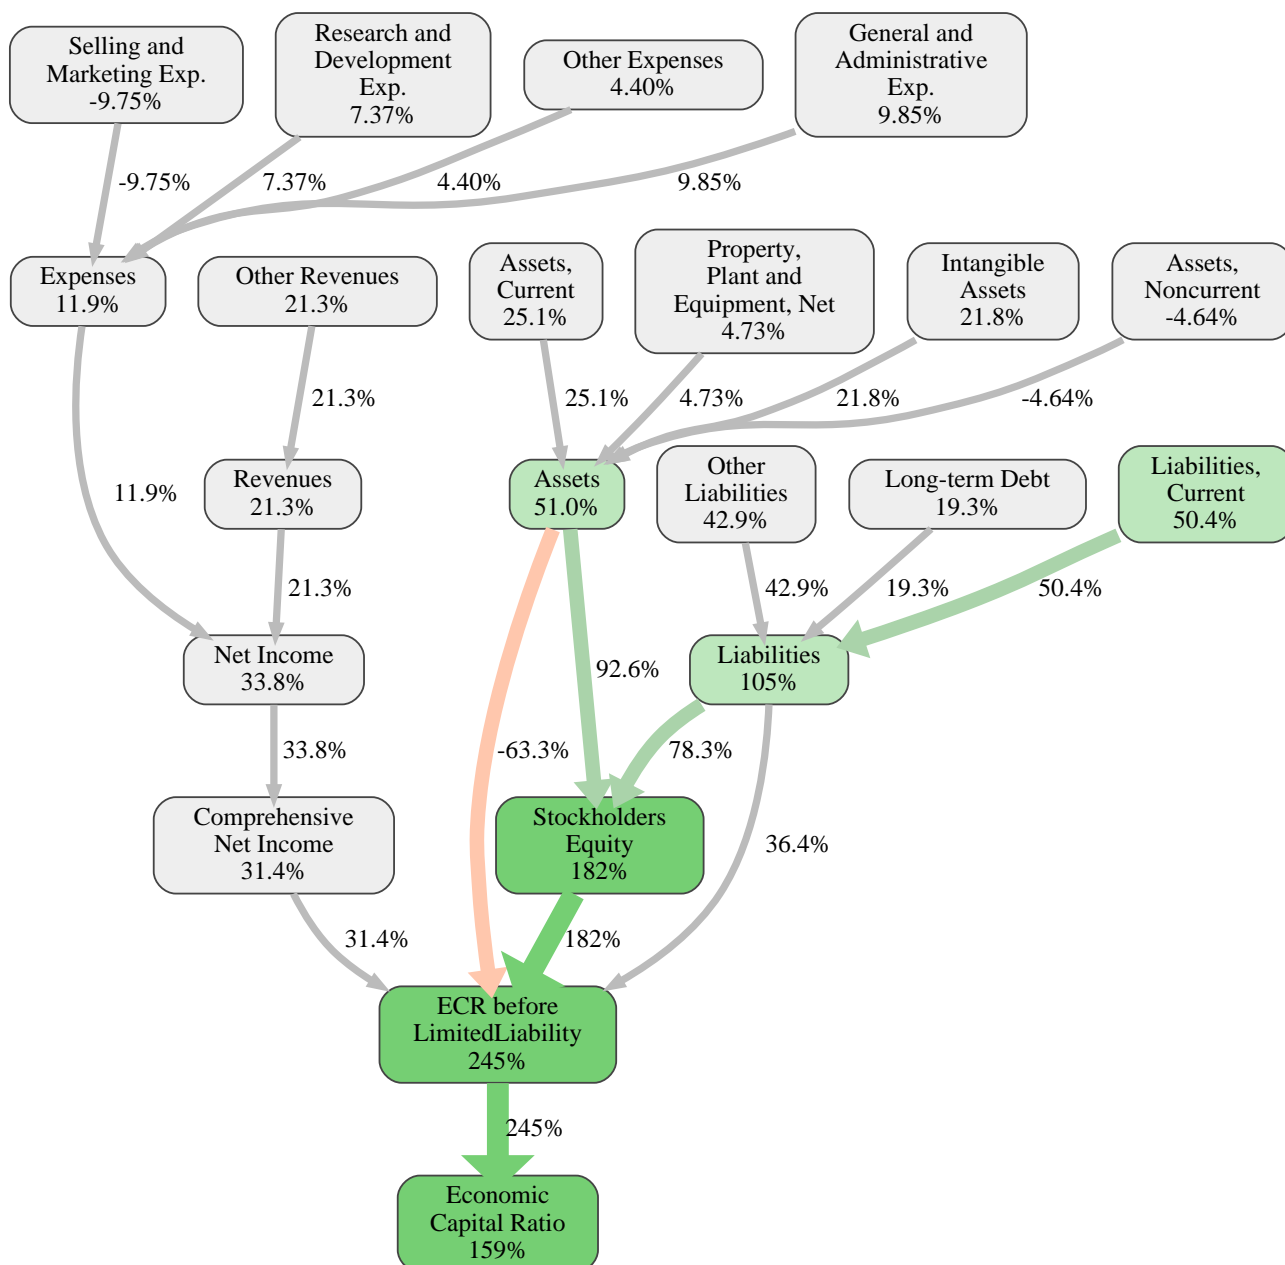 Selling and
Marketing Exp.
-9.75%
Research and
Development
Exp.
7.37%
Other Expenses
4.40%
General and
Administrative
Exp.
9.85%
-9.75%
7.37%
4.40%
9.85%
Expenses
11.9%
Other Revenues
21.3%
Assets,
Current
25.1%
Property,
Plant and
Equipment, Net
4.73%
Intangible
Assets
21.8%
Assets,
Noncurrent
-4.64%
21.3%
25.1%
4.73%
21.8%
-4.64%
11.9%
Revenues
21.3%
Assets
51.0%
Other
Liabilities
42.9%
Long-term Debt
19.3%
Liabilities,
Current
50.4%
21.3%
42.9%
19.3%
50.4%
Net Income
33.8%
92.6%
Liabilities
105%
33.8%
-63.3%
78.3%
Comprehensive
Net Income
31.4%
Stockholders
Equity
182%
36.4%
31.4%
182%
ECR before
LimitedLiability
245%
245%
Economic
Capital Ratio
159%